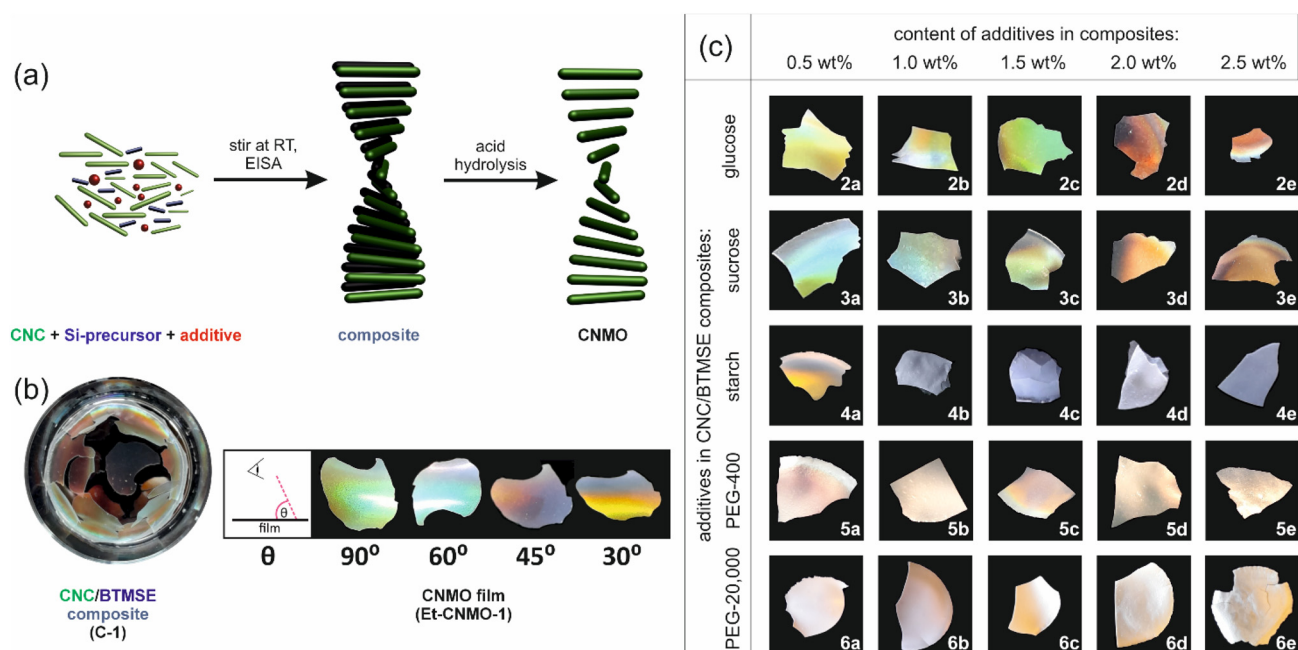 (a)
stir at RT,
EISA
acid
hydrolysis
CNC + Si-precursor + additive
composite
CNMO
(b)
CNC/BTMSE
composite
(C-1)
θ
film
θ
90⁰
60⁰
45⁰
30⁰
CNMO film
(Et-CNMO-1)
(c)
content of additives in composites:
0.5 wt%
1.0 wt%
1.5 wt%
2.0 wt%
2.5 wt%
additives in CNC/BTMSE composites:
glucose
2a
2b
2c
2d
2e
sucrose
3a
3b
3c
3d
3e
starch
4a
4b
4c
4d
4e
PEG-400
5a
5b
5c
5d
5e
PEG-20,000
6a
6b
6c
6d
6e